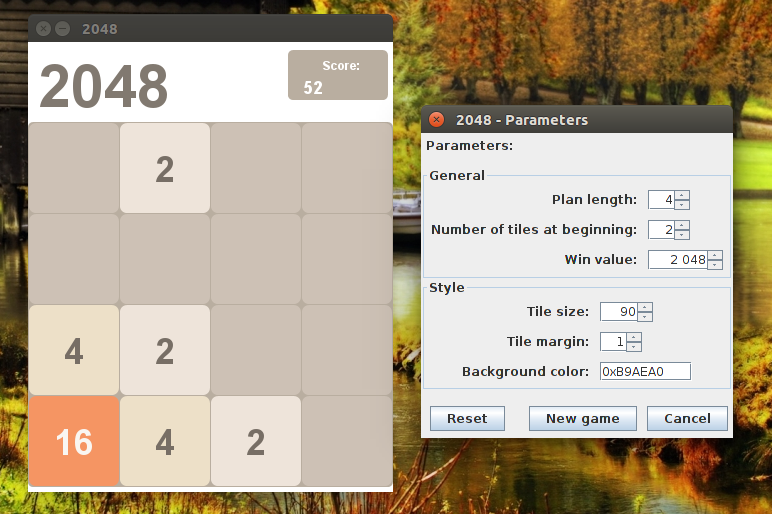 2048
2048
Score:
52
2
4 2
16 4 2
2048 - Parameters
Parameters:
General
Plan length: 4
Number of tiles at beginning: 2
Win value: 2 048
Style
Tile size: 90
Tile margin: 1
Background color: 0xB9AEA0
Reset New game Cancel